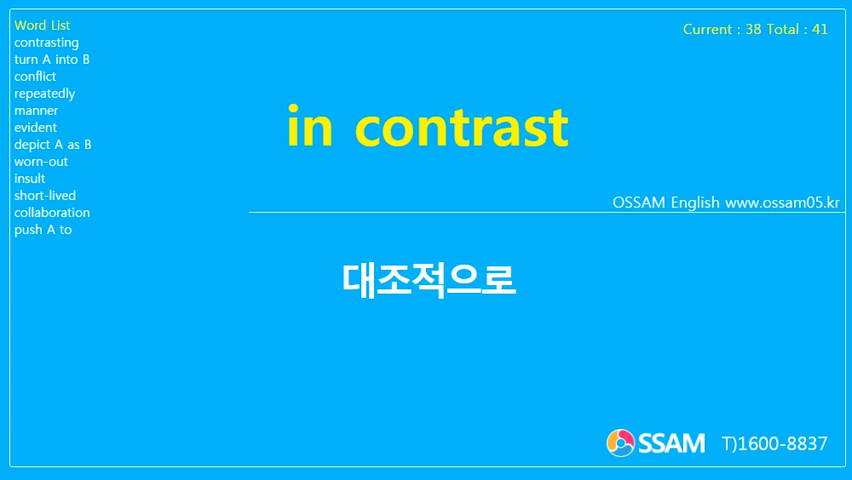 Word List
contrasting
turn A into B
conflict
repeatedly
manner
evident
depict A as B
worn-out
insult
short-lived
collaboration
push A to
Current : 38 Total : 41
in contrast
OSSAM English www.ossam05.kr
대조적으로
OSSAM T)1600-8837